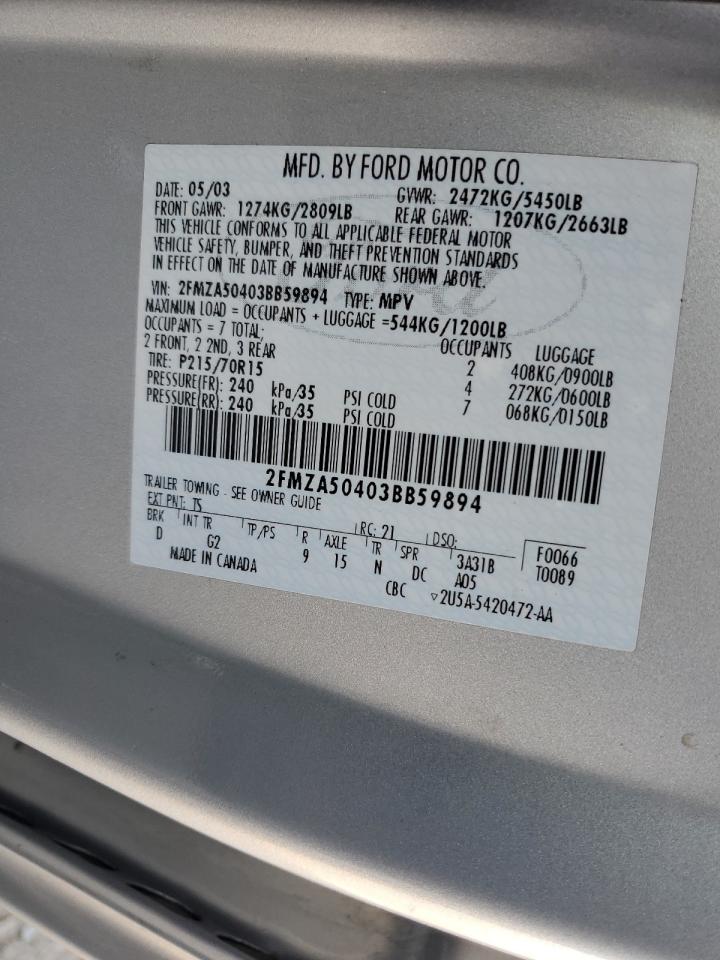 MFD. BY FORD MOTOR CO.
DATE: 05/03 GVWR: 2472KG/5450LB
FRONT GAWR: 1274KG/2809LB REAR GAWR: 1207KG/2663LB
THIS VEHICLE CONFORMS TO ALL APPLICABLE FEDERAL MOTOR
VEHICLE SAFETY, BUMPER, AND THEFT PREVENTION STANDARDS
IN EFFECT ON THE DATE OF MANUFACTURE SHOWN ABOVE.
VIN: 2FMZA50403BB59894 TYPE: MPV
MAXIMUM LOAD = OCCUPANTS + LUGGAGE =544KG/1200LB
OCCUPANTS = 7 TOTAL; OCCUPANTS LUGGAGE
2 FRONT, 2 2ND, 3 REAR 2 408KG/0900LB
TIRE: P215/70R15 4 272KG/0600LB
PRESSURE(FR): 240 kPa/35 PSI COLD 7 068KG/0150LB
PRESSURE(RR): 240 kPa/35 PSI COLD
2FMZA50403BB59894
TRAILER TOWING - SEE OWNER GUIDE
EXT PNT: TS RC: 21 DSO: F0066
BRK INT TR TP/PS R AXLE TR SPR 3A31B T0089
D G2 9 15 N DC A05
MADE IN CANADA CBC ▽2U5A-5420472-AA
Ford